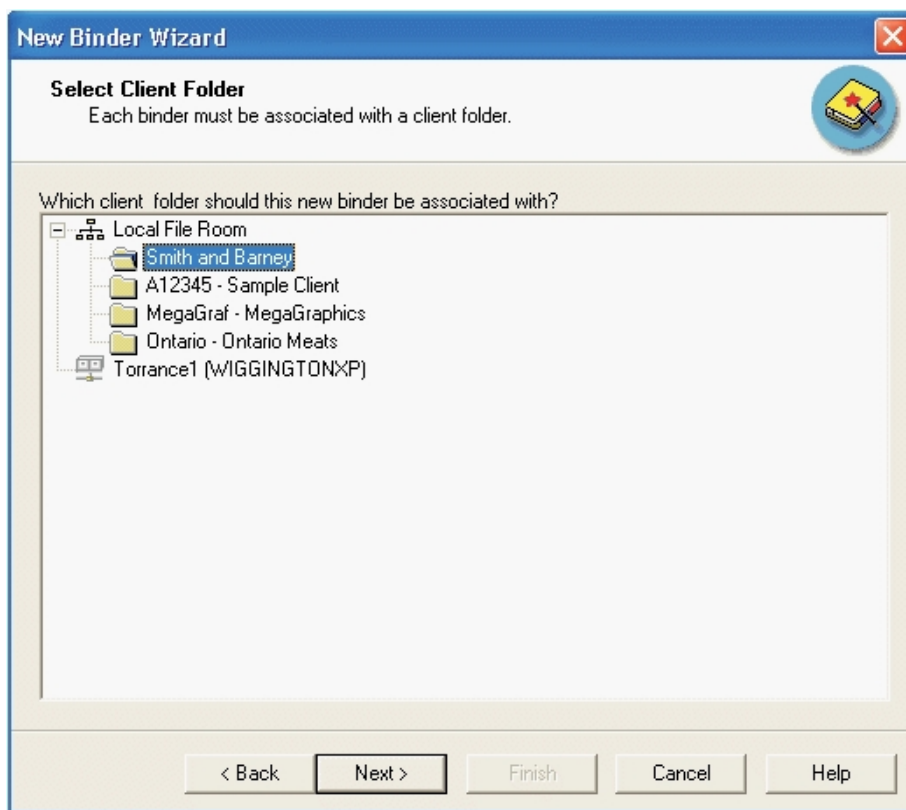 New Binder Wizard
Select Client Folder
Each binder must be associated with a client folder.
Which client folder should this new binder be associated with?
Local File Room
Smith and Barney
A12345 - Sample Client
MegaGraf - MegaGraphics
Ontario - Ontario Meats
Torrance1 (WIGGINGTONXP)
< Back Next > Finish Cancel Help